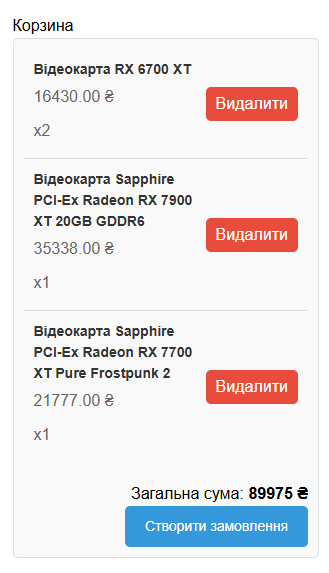 Корзина
Відеокарта RX 6700 XT
16430.00 ₴
x2
Видалити
Відеокарта Sapphire
PCI-Ex Radeon RX 7900
XT 20GB GDDR6
35338.00 ₴
x1
Видалити
Відеокарта Sapphire
PCI-Ex Radeon RX 7700
XT Pure Frostpunk 2
21777.00 ₴
x1
Видалити
Загальна сума: 89975 ₴
Створити замовлення